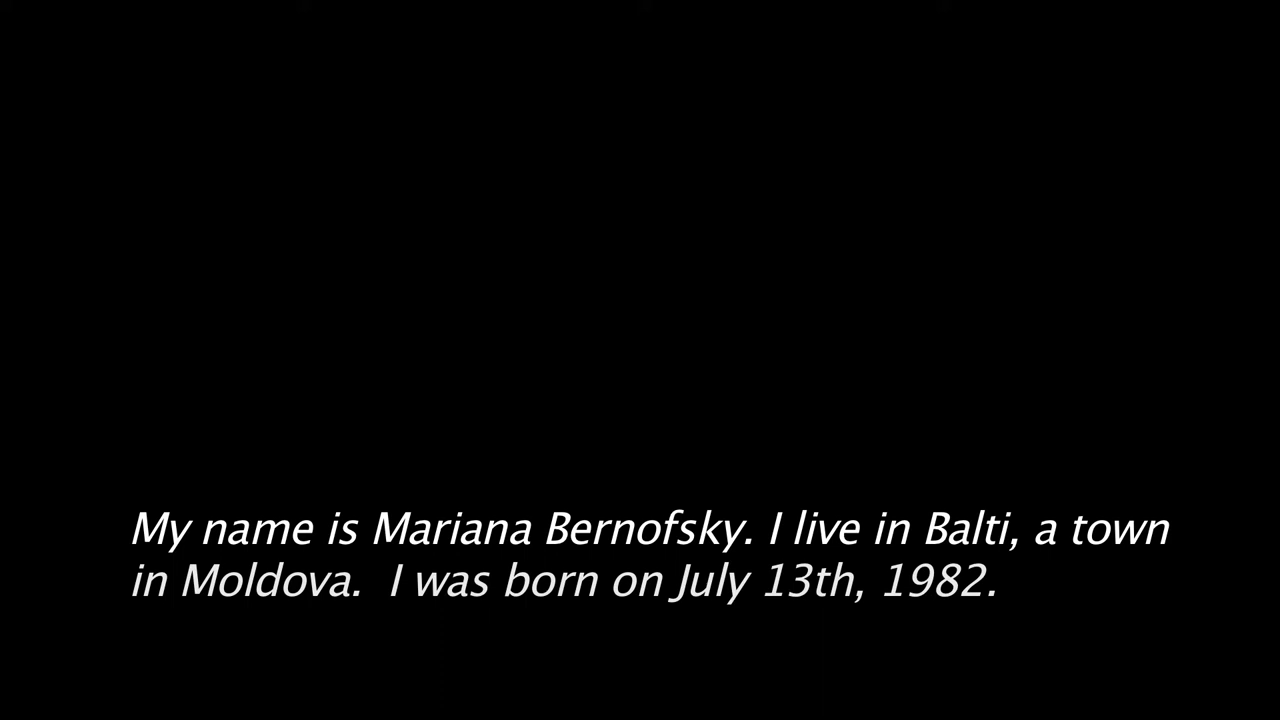 My name is Mariana Bernofsky. I live in Balti, a town
in Moldova.  I was born on July 13th, 1982.